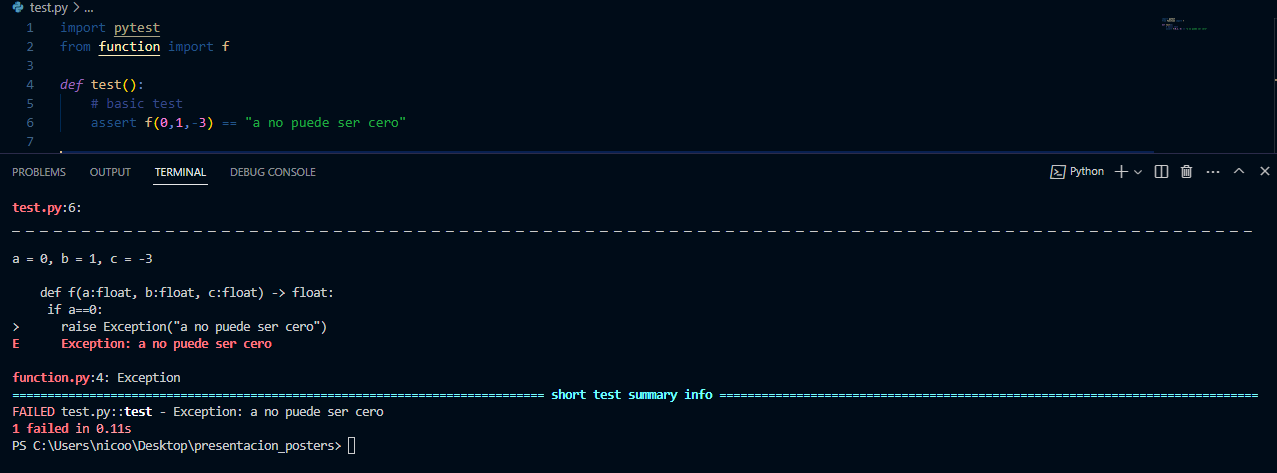 test.py > ...
1 import pytest
2 from function import f
3
4 def test():
5 # basic test
6 assert f(0,1,-3) == "a no puede ser cero"
7
PROBLEMS OUTPUT TERMINAL DEBUG CONSOLE Python
test.py:6:
_ _ _ _ _ _ _ _ _ _ _ _ _ _ _ _ _ _ _ _ _ _ _ _ _ _ _ _ _ _ _ _ _ _ _ _ _ _ _ _ _ _ _ _ _ _ _ _ _ _ _ _ _ _ _ _ _ _ _ _ _ _ _ _ _ _ _ _ _ _ _ _ _ _ _ _ _ _ _ _ _ _ _ _ _ _ _ _ _
a = 0, b = 1, c = -3
def f(a:float, b:float, c:float) -> float:
if a==0:
> raise Exception("a no puede ser cero")
E Exception: a no puede ser cero
function.py:4: Exception
============================================================================ short test summary info =============================================================================
FAILED test.py::test - Exception: a no puede ser cero
1 failed in 0.11s
PS C:\Users\nicoo\Desktop\presentacion_posters>